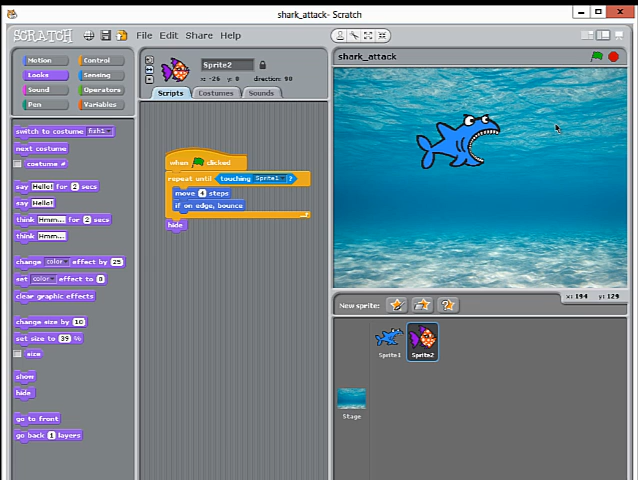 shark_attack- Scratch
SCRATCH File Edit Share Help
Motion Control
Looks Sensing
Sound Operators
Pen Variables
Sprite2
x: -26 y: 8 direction: 90
Scripts Costumes Sounds
shark_attack
switch to costume fish1
next costume
costume #
say Hello! for 2 secs
say Hello!
think Hmm... for 2 secs
think Hmm...
change color effect by 25
set color effect to 0
clear graphic effects
change size by 10
set size to 39 %
size
show
hide
go to front
go back 1 layers
when clicked
repeat until touching Sprite1 ?
move 4 steps
if on edge, bounce
hide
x: 194 y: 129
New sprite:
Sprite1 Sprite2
Stage